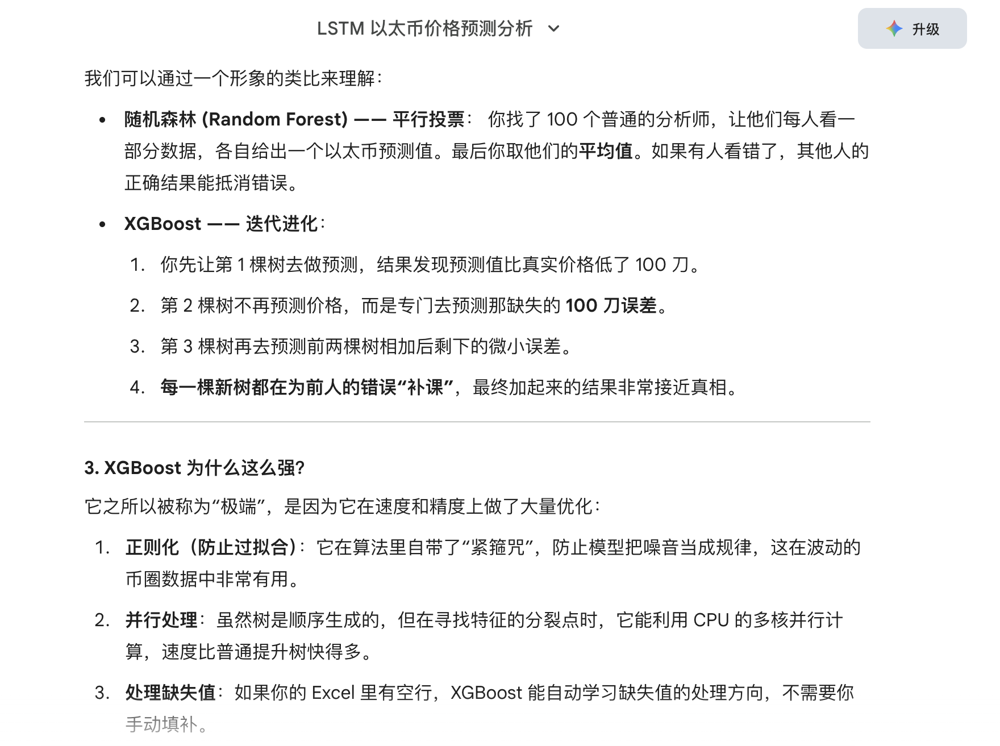 LSTM 以太币价格预测分析
升级
我们可以通过一个形象的类比来理解：
• 随机森林 (Random Forest) —— 平行投票： 你找了 100 个普通的分析师，让他们每人看一
部分数据，各自给出一个以太币预测值。最后你取他们的平均值。如果有人看错了，其他人的
正确结果能抵消错误。
• XGBoost —— 迭代进化：
1. 你先让第 1 棵树去做预测，结果发现预测值比真实价格低了 100 刀。
2. 第 2 棵树不再预测价格，而是专门去预测那缺失的 100 刀误差。
3. 第 3 棵树再去预测前两棵树相加后剩下的微小误差。
4. 每一棵新树都在为前人的错误“补课”，最终加起来的结果非常接近真相。
3. XGBoost 为什么这么强?
它之所以被称为“极端”，是因为它在速度和精度上做了大量优化：
1. 正则化（防止过拟合）：它在算法里自带了“紧箍咒”，防止模型把噪音当成规律，这在波动的
币圈数据中非常有用。
2. 并行处理：虽然树是顺序生成的，但在寻找特征的分裂点时，它能利用 CPU 的多核并行计
算，速度比普通提升树快得多。
3. 处理缺失值：如果你的 Excel 里有空行，XGBoost 能自动学习缺失值的处理方向，不需要你
手动填补。